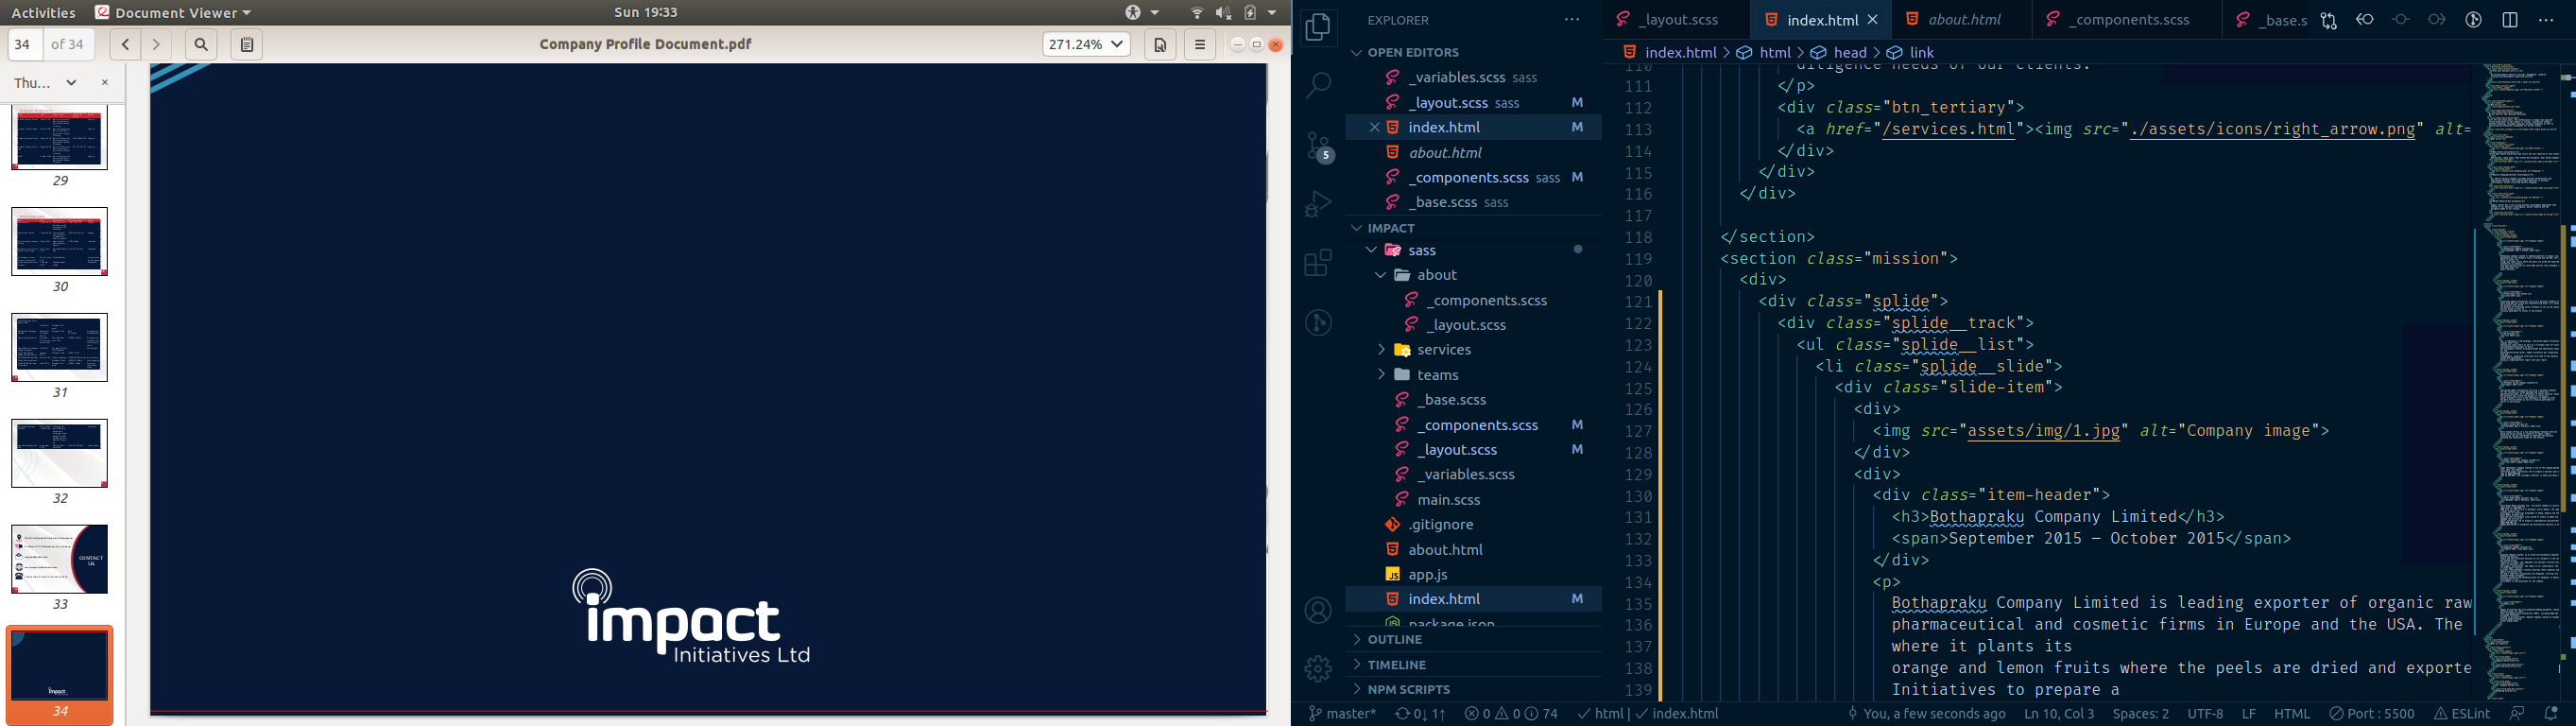 Activities Document Viewer Sun 19:33
34 of 34 Company Profile Document.pdf 271.24%
Thu...
29
30
31
32
CONTACT
US
33
34
impact
Initiatives Ltd
EXPLORER
OPEN EDITORS
_variables.scss sass
_layout.scss sass M
index.html M
about.html
_components.scss sass M
_base.scss sass
IMPACT
sass
about
_components.scss
_layout.scss
services
teams
_base.scss
_components.scss M
_layout.scss M
_variables.scss
main.scss
.gitignore
about.html
app.js
index.html M
package.json
OUTLINE
TIMELINE
NPM SCRIPTS
5
_layout.scss index.html about.html _components.scss _base.s
index.html > html > head > link
110 diligence needs of our clients.
111 </p>
112 <div class="btn_tertiary">
113 <a href="/services.html"><img src="./assets/icons/right_arrow.png" alt=
114 </div>
115 </div>
116 </div>
117
118 </section>
119 <section class="mission">
120 <div>
121 <div class="splide">
122 <div class="splide__track">
123 <ul class="splide__list">
124 <li class="splide__slide">
125 <div class="slide-item">
126 <div>
127 <img src="assets/img/1.jpg" alt="Company image">
128 </div>
129 <div>
130 <div class="item-header">
131 <h3>Bothapraku Company Limited</h3>
132 <span>September 2015 – October 2015</span>
133 </div>
134 <p>
135 Bothapraku Company Limited is leading exporter of organic raw
136 pharmaceutical and cosmetic firms in Europe and the USA. The
137 where it plants its
138 orange and lemon fruits where the peels are dried and exporte
139 Initiatives to prepare a
master* 0↓ 1↑ 0 0 74 html | index.html You, a few seconds ago Ln 10, Col 3 Spaces: 2 UTF-8 LF HTML Port : 5500 ESLint